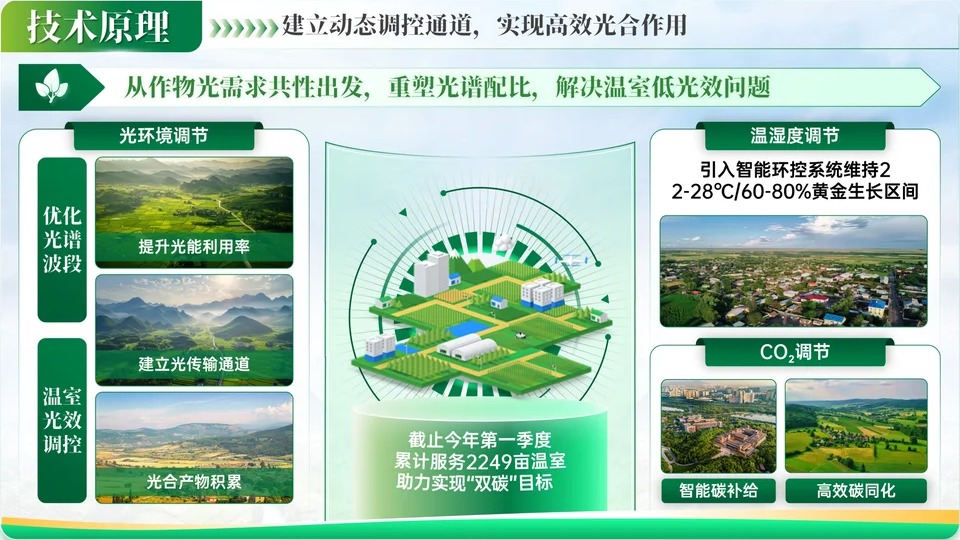 技术原理
建立动态调控通道，实现高效光合作用
从作物光需求共性出发，重塑光谱配比，解决温室低光效问题
光环境调节
优化
光谱
波段
提升光能利用率
建立光传输通道
温室
光效
调控
光合产物积累
截止今年第一季度
累计服务2249亩温室
助力实现“双碳”目标
温湿度调节
引入智能环控系统维持2
2-28℃/60-80%黄金生长区间
CO₂调节
智能碳补给
高效碳同化